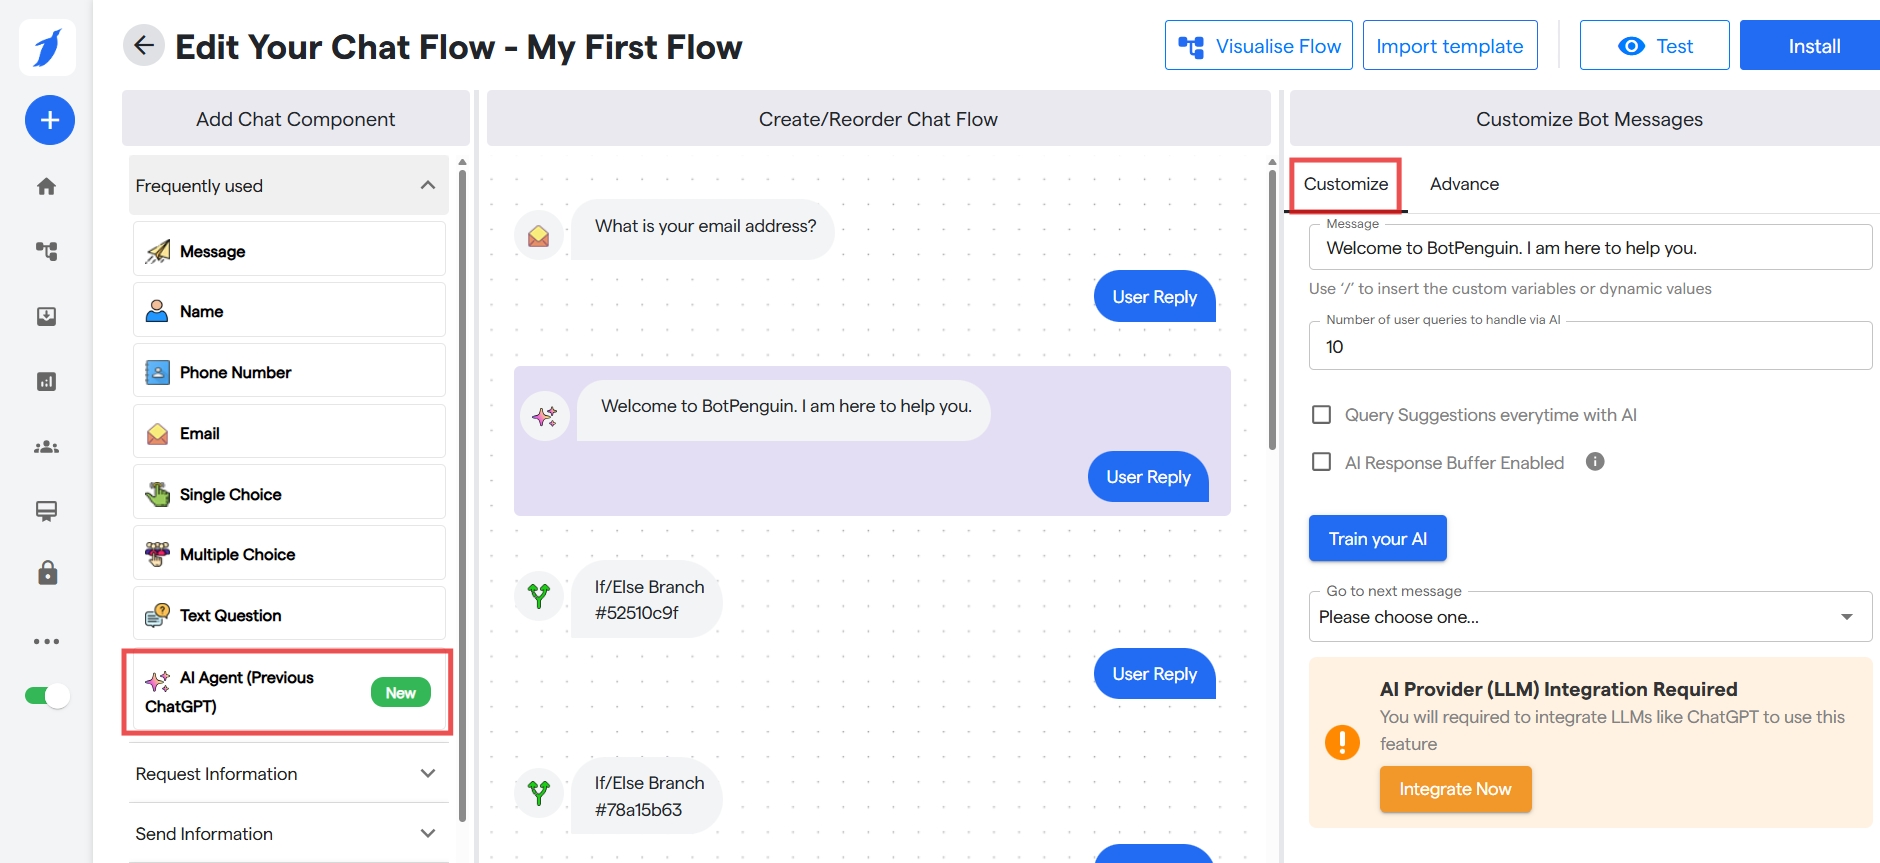 Edit Your Chat Flow - My First Flow
Visualise Flow
Import template
Test
Install
Add Chat Component
Frequently used
Message
Name
Phone Number
Email
Single Choice
Multiple Choice
Text Question
AI Agent (Previous
ChatGPT)
New
Request Information
Send Information
Create/Reorder Chat Flow
What is your email address?
User Reply
Welcome to BotPenguin. I am here to help you.
User Reply
If/Else Branch
#52510c9f
User Reply
If/Else Branch
#78a15b63
Customize Bot Messages
Customize
Advance
Message
Welcome to BotPenguin. I am here to help you.
Use ‘/’ to insert the custom variables or dynamic values
Number of user queries to handle via AI
10
Query Suggestions everytime with AI
AI Response Buffer Enabled
Train your AI
Go to next message
Please choose one...
AI Provider (LLM) Integration Required
You will required to integrate LLMs like ChatGPT to use this
feature
Integrate Now